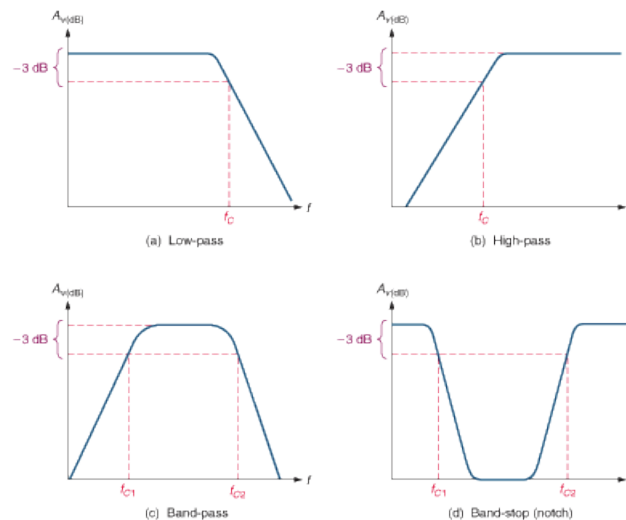 Av(dB)
−3 dB
f
fC
(a) Low-pass
Av(dB)
−3 dB
fC
(b) High-pass
Av(dB)
−3 dB
f
fC1
fC2
(c) Band-pass
Av(dB)
−3 dB
fC1
fC2
(d) Band-stop (notch)